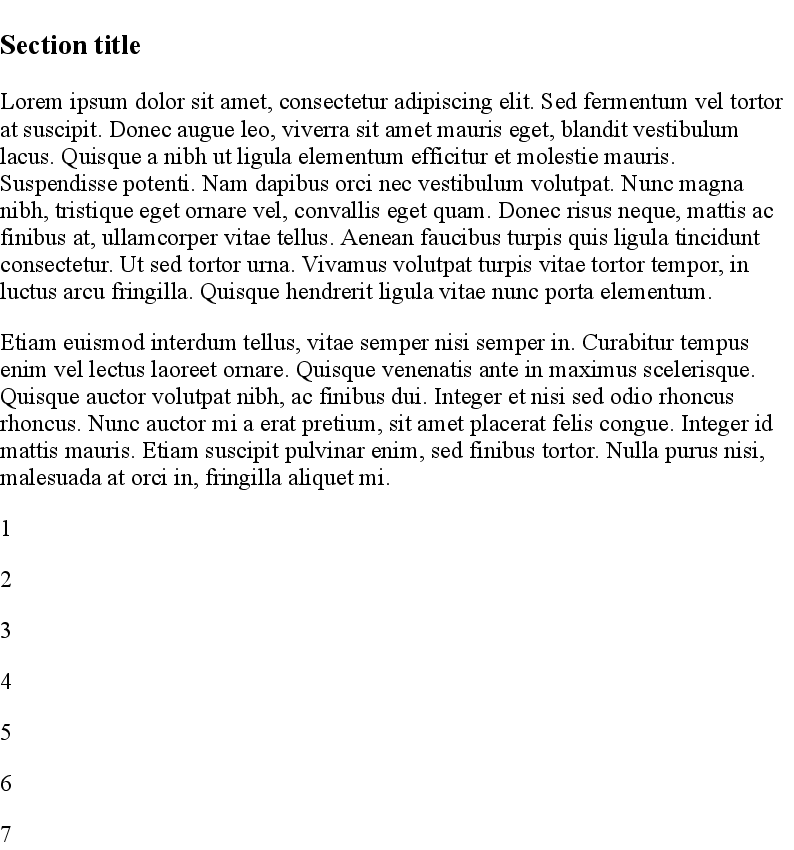 Section title
Lorem ipsum dolor sit amet, consectetur adipiscing elit. Sed fermentum vel tortor
at suscipit. Donec augue leo, viverra sit amet mauris eget, blandit vestibulum
lacus. Quisque a nibh ut ligula elementum efficitur et molestie mauris.
Suspendisse potenti. Nam dapibus orci nec vestibulum volutpat. Nunc magna
nibh, tristique eget ornare vel, convallis eget quam. Donec risus neque, mattis ac
finibus at, ullamcorper vitae tellus. Aenean faucibus turpis quis ligula tincidunt
consectetur. Ut sed tortor urna. Vivamus volutpat turpis vitae tortor tempor, in
luctus arcu fringilla. Quisque hendrerit ligula vitae nunc porta elementum.
Etiam euismod interdum tellus, vitae semper nisi semper in. Curabitur tempus
enim vel lectus laoreet ornare. Quisque venenatis ante in maximus scelerisque.
Quisque auctor volutpat nibh, ac finibus dui. Integer et nisi sed odio rhoncus
rhoncus. Nunc auctor mi a erat pretium, sit amet placerat felis congue. Integer id
mattis mauris. Etiam suscipit pulvinar enim, sed finibus tortor. Nulla purus nisi,
malesuada at orci in, fringilla aliquet mi.
1
2
3
4
5
6
7